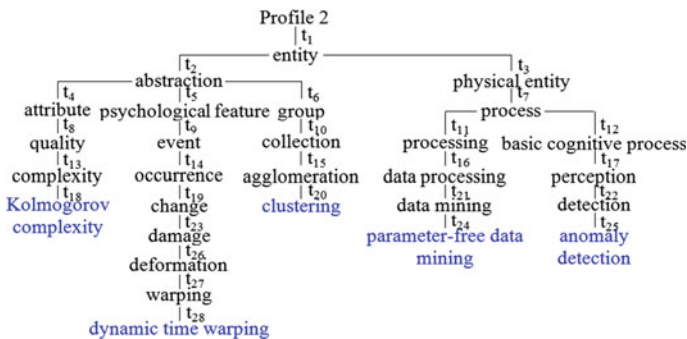 Profile 2
t1
entity
t2 t3
abstraction physical entity
t4 t5 t6 t7
attribute psychological feature group process
t8 t9 t10 t11 t12
quality event collection processing basic cognitive process
t13 t14 t15 t16 t17
complexity occurrence agglomeration data processing perception
t18 t19 t20 t21 t22
Kolmogorov change clustering data mining detection
complexity t23 t24 t25
damage parameter-free data anomaly
t26 mining detection
deformation
t27
warping
t28
dynamic time warping